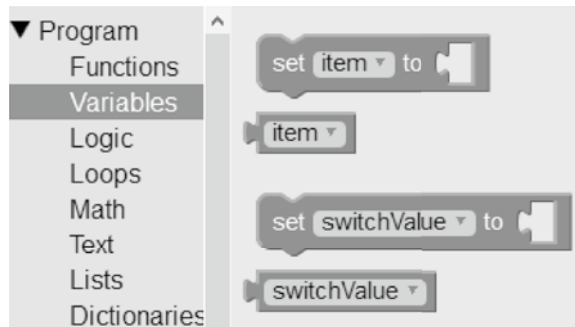 Program
Functions
Variables
Logic
Loops
Math
Text
Lists
Dictionaries
set item to
item
set switchValue to
switchValue